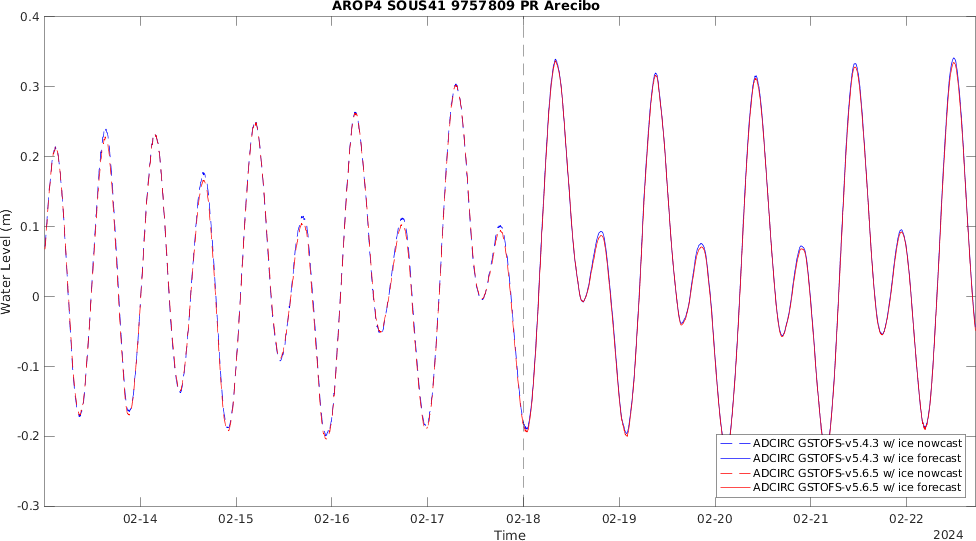 AROP4 SOUS41 9757809 PR Arecibo
0.4
0.3
0.2
0.1
0
-0.1
-0.2
-0.3
Water Level (m)
ADCIRC GSTOFS-v5.4.3 w/ ice nowcast
ADCIRC GSTOFS-v5.4.3 w/ ice forecast
ADCIRC GSTOFS-v5.6.5 w/ ice nowcast
ADCIRC GSTOFS-v5.6.5 w/ ice forecast
02-14 02-15 02-16 02-17 02-18 02-19 02-20 02-21 02-22
Time
2024